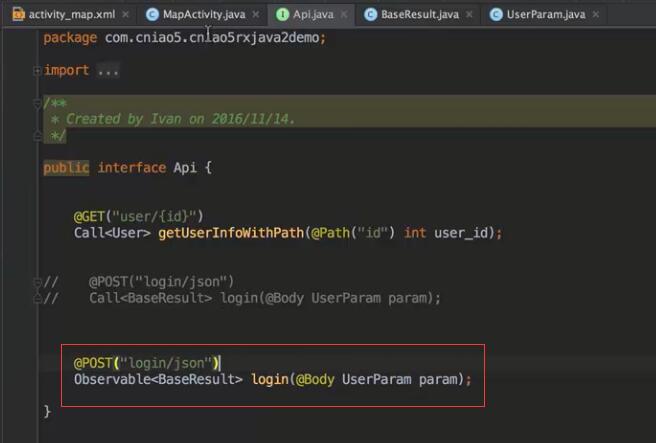 activity_map.xml MapActivity.java Api.java BaseResult.java UserParam.java
package com.cniao5.cniao5rxjava2demo;
import ...
/**
* Created by Ivan on 2016/11/14.
*/
public interface Api {
@GET("user/{id}")
Call<User> getUserInfoWithPath(@Path("id") int user_id);
// @POST("login/json")
// Call<BaseResult> login(@Body UserParam param);
@POST("login/json")
Observable<BaseResult> login(@Body UserParam param);
}